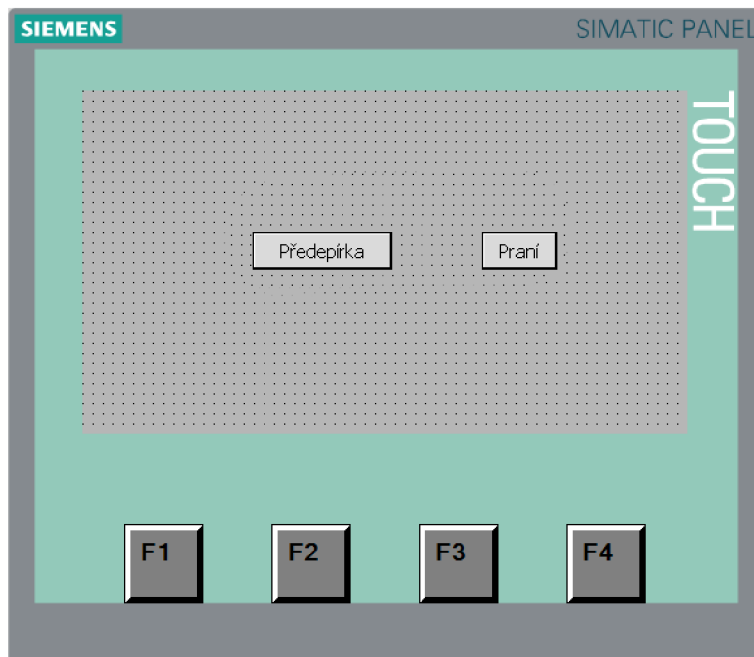 SIEMENS
SIMATIC PANEL
TOUCH
Předepírka
Praní
F1
F2
F3
F4